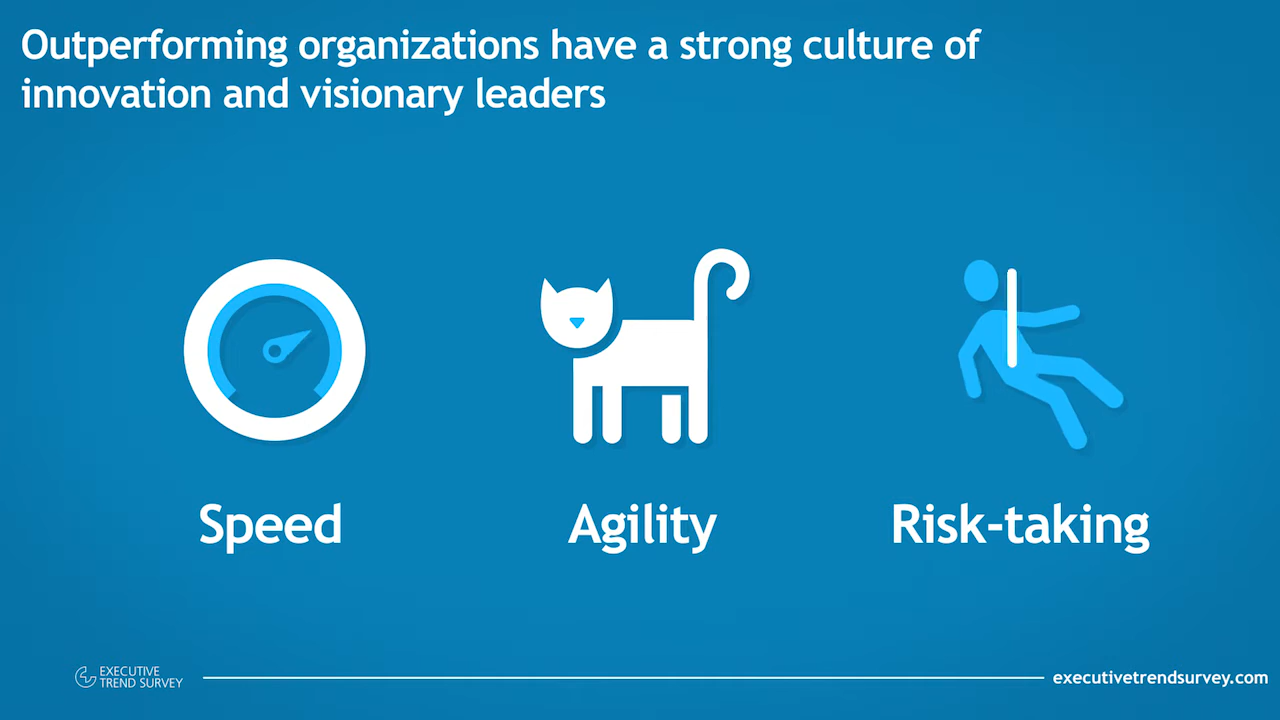 Outperforming organizations have a strong culture of
innovation and visionary leaders
Speed
Agility
Risk-taking
EXECUTIVE
TREND SURVEY
executivetrendsurvey.com